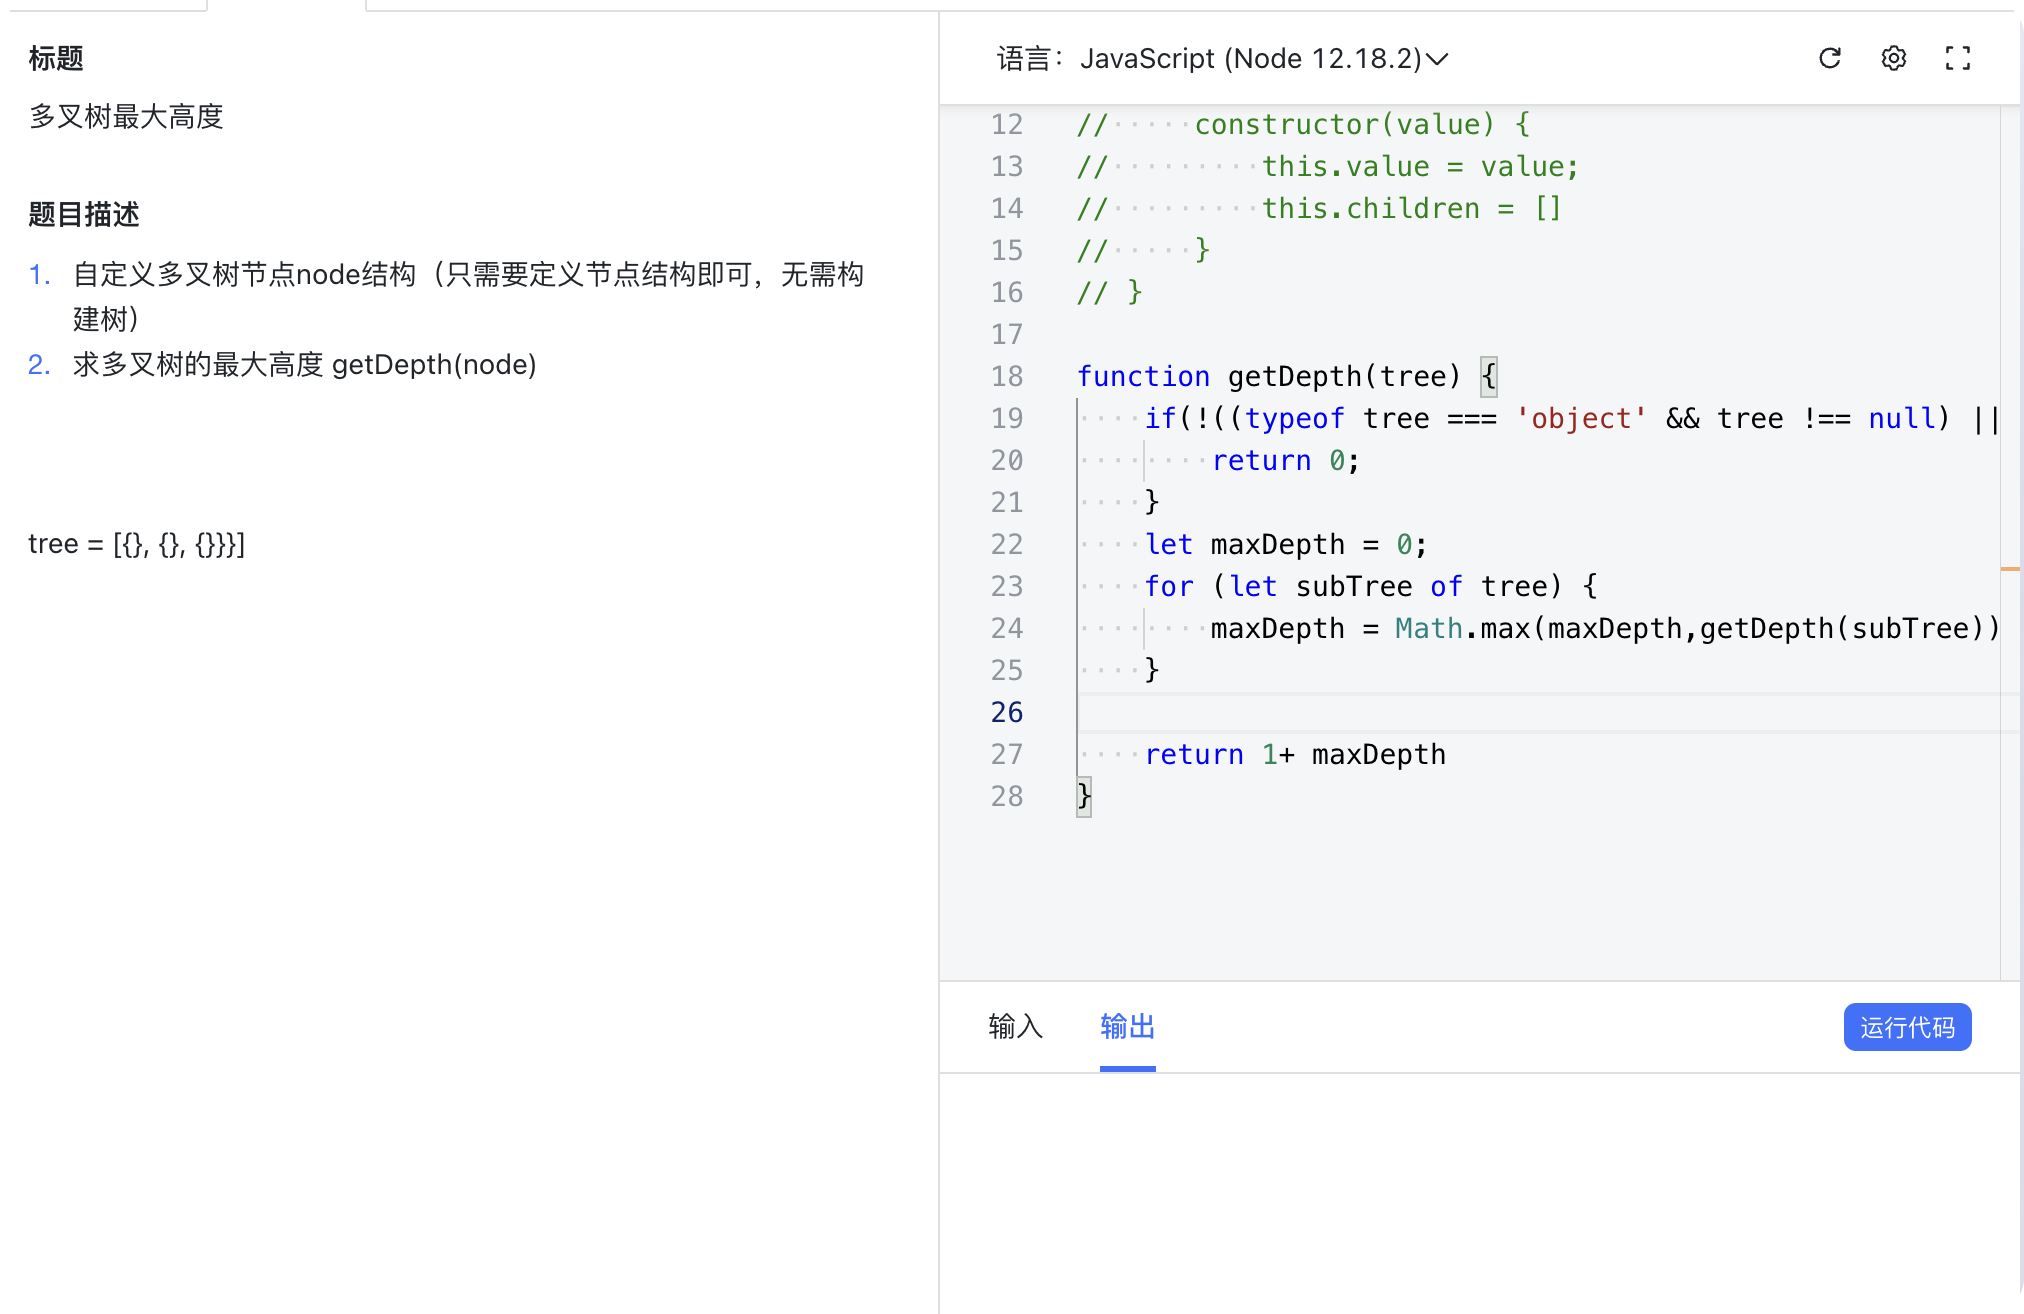 标题
多叉树最大高度
题目描述
1. 自定义多叉树节点node结构（只需要定义节点结构即可，无需构
建树）
2. 求多叉树的最大高度 getDepth(node)
tree = [{}, {}, {}}}]
语言： JavaScript (Node 12.18.2)
12 //     constructor(value) {
13 //         this.value = value;
14 //         this.children = []
15 //     }
16 // }
17
18 function getDepth(tree) {
19     if(!((typeof tree === 'object' && tree !== null) ||
20         return 0;
21     }
22     let maxDepth = 0;
23     for (let subTree of tree) {
24         maxDepth = Math.max(maxDepth,getDepth(subTree))
25     }
26
27     return 1+ maxDepth
28 }
输入 输出 运行代码